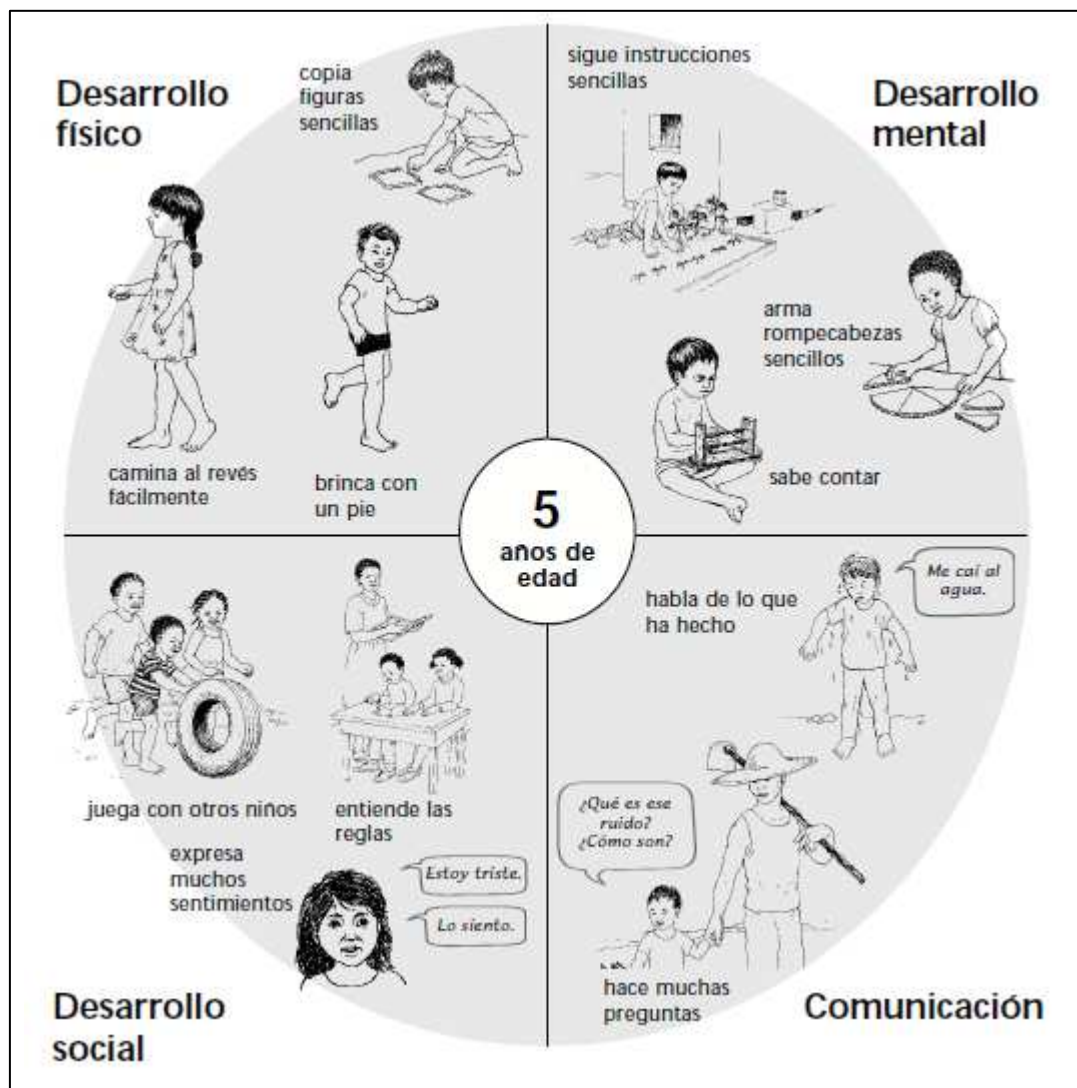 Desarrollo
físico
copia
figuras
sencillas
camina al revés
facilmente
brinca con
un pie
sigue instrucciones
sencillas
Desarrollo
mental
arma
rompecabezas
sencillos
sabe contar
5
años de
edad
juega con otros niños
entiende las
reglas
expresa
muchos
sentimientos
Estoy triste.
Lo siento.
Desarrollo
social
habla de lo que
ha hecho
Me caí al
agua.
¿Qué es ese
ruido?
¿Cómo son?
hace muchas
preguntas
Comunicación